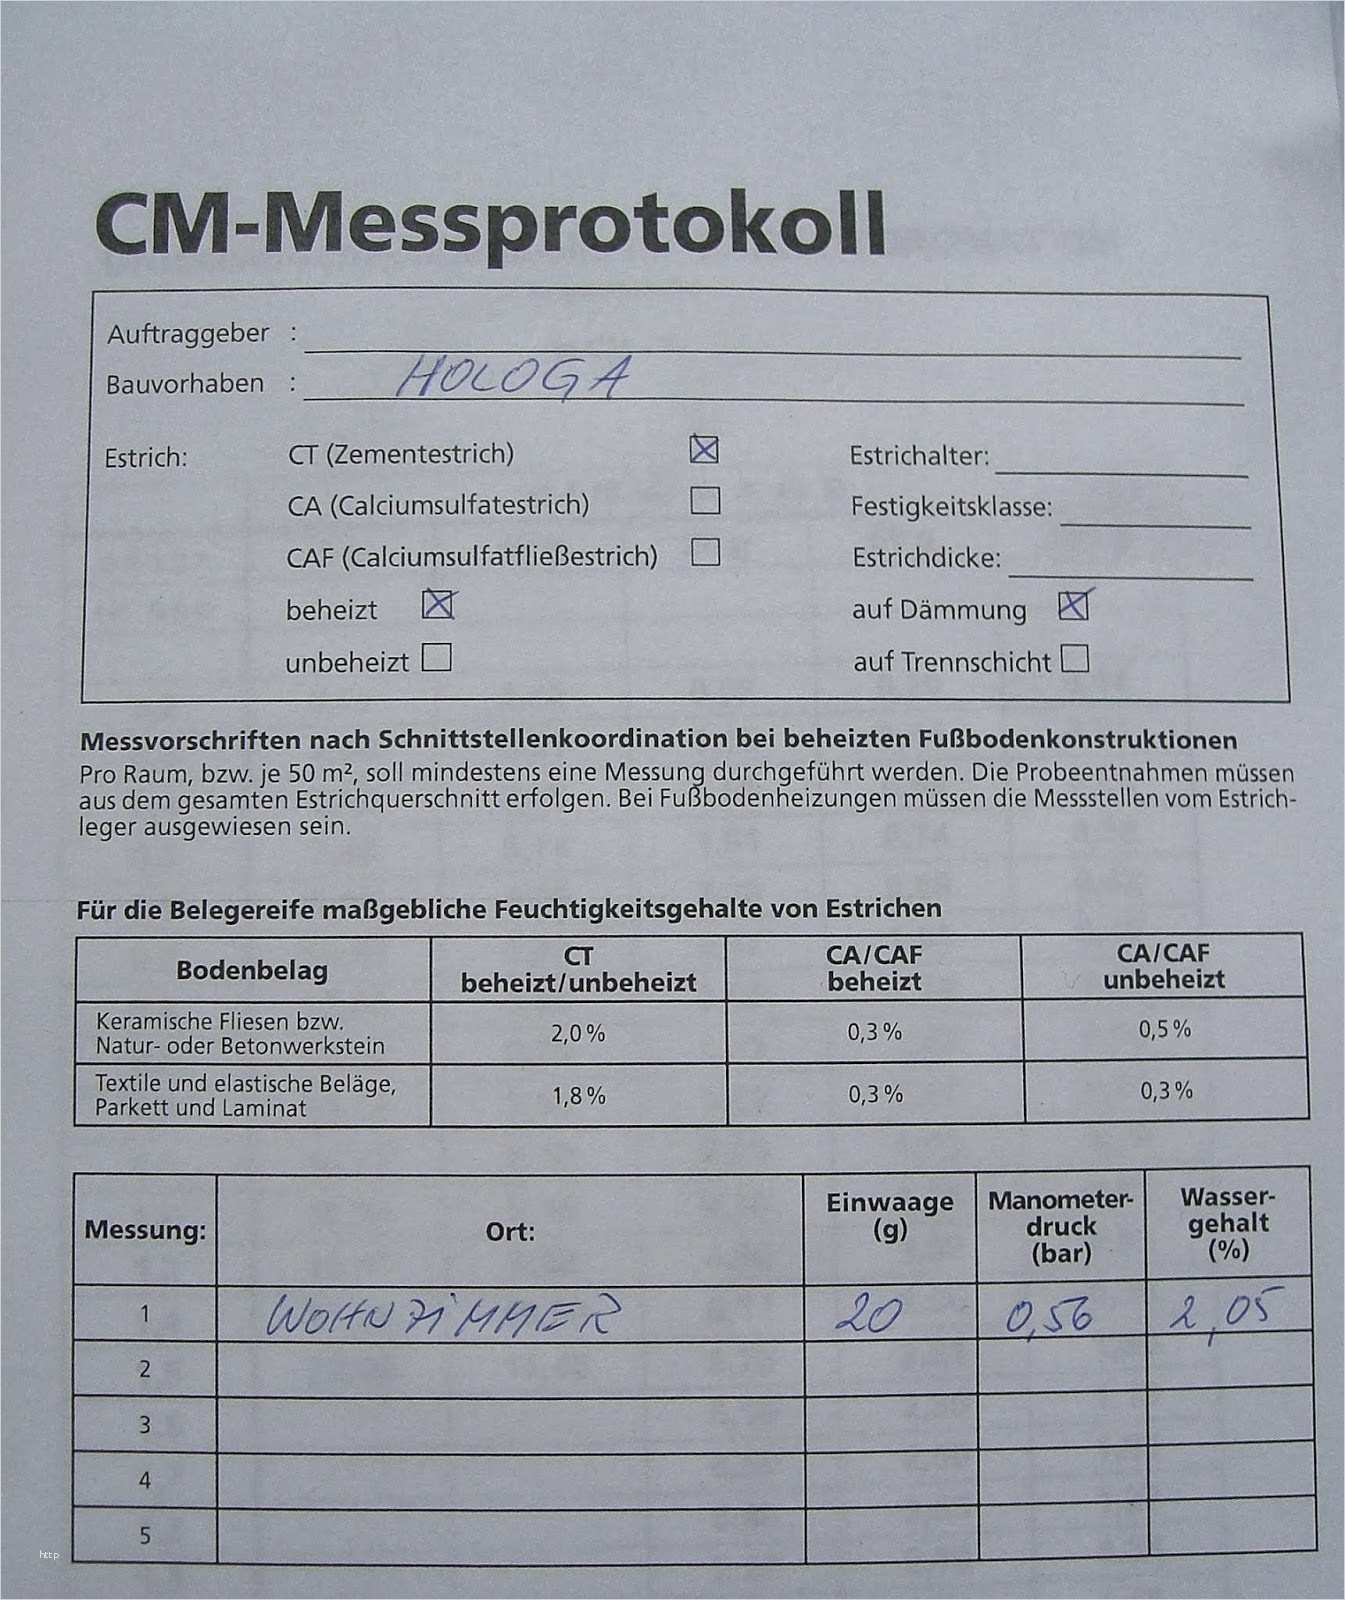 CM-Messprotokoll
Auftraggeber :
Bauvorhaben : HOLOGA
Estrich: CT (Zementestrich) Estrichalter:
CA (Calciumsulfatestrich) Festigkeitsklasse:
CAF (Calciumsulfatfließestrich) Estrichdicke:
beheizt auf Dämmung
unbeheizt auf Trennschicht
Messvorschriften nach Schnittstellenkoordination bei beheizten Fußbodenkonstruktionen
Pro Raum, bzw. je 50 m², soll mindestens eine Messung durchgeführt werden. Die Probeentnahmen müssen
aus dem gesamten Estrichquerschnitt erfolgen. Bei Fußbodenheizungen müssen die Messstellen vom Estrich-
leger ausgewiesen sein.
Für die Belegereife maßgebliche Feuchtigkeitsgehalte von Estrichen
Bodenbelag
CT
beheizt/unbeheizt
CA/CAF
beheizt
CA/CAF
unbeheizt
Keramische Fliesen bzw.
Natur- oder Betonwerkstein
2,0% 0,3% 0,5%
Textile und elastische Beläge,
Parkett und Laminat
1,8% 0,3% 0,3%
Messung:
Ort:
Einwaage
(g)
Manometer-
druck
(bar)
Wasser-
gehalt
(%)
1 WOHNZIMMER 20 0,56 2,05
2
3
4
5
http